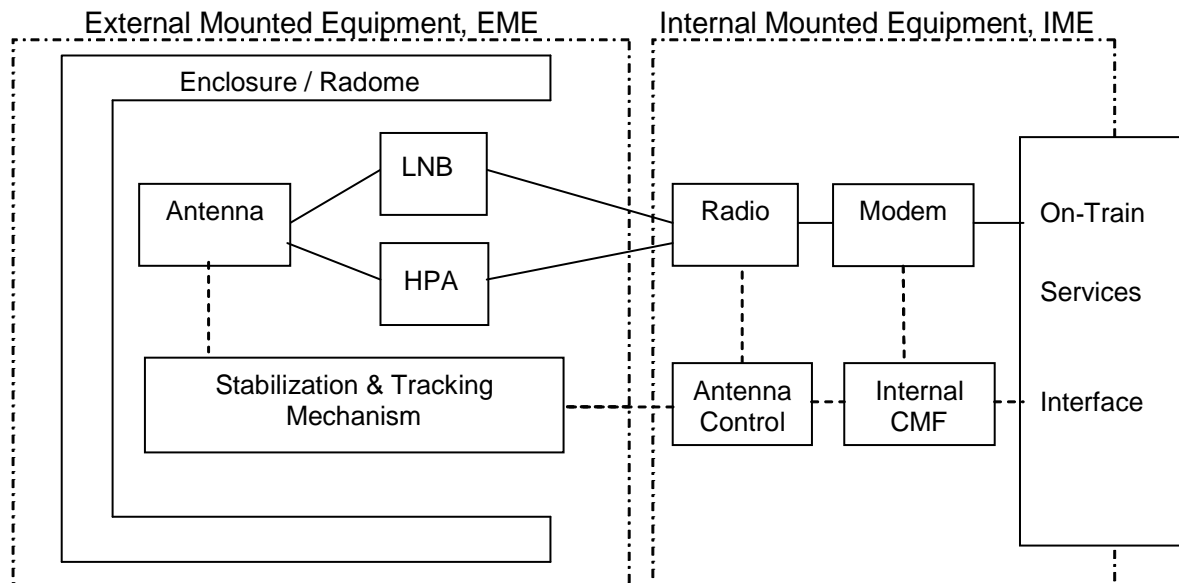 External Mounted Equipment, EME
Internal Mounted Equipment, IME
Enclosure / Radome
LNB
Antenna
HPA
Radio
Modem
On-Train
Services
Interface
Stabilization & Tracking
Mechanism
Antenna
Control
Internal
CMF